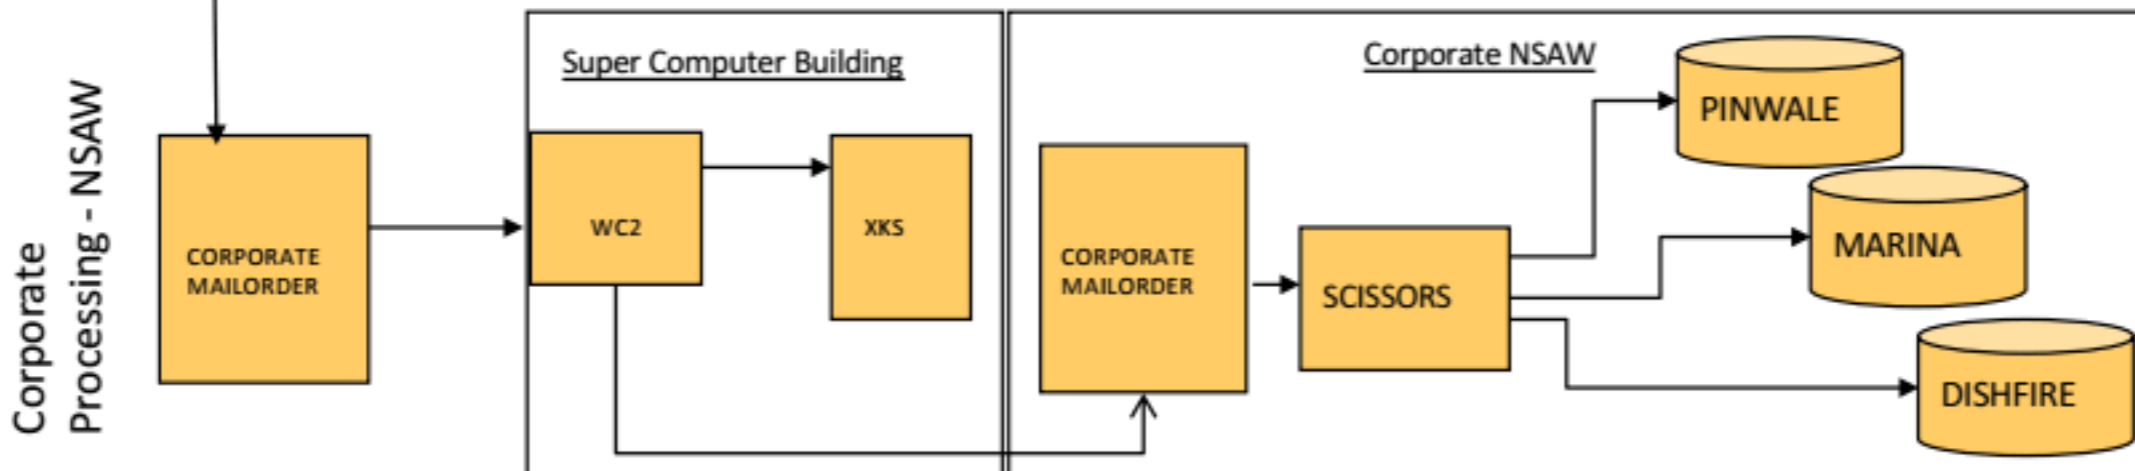 Corporate
Processing - NSAW
CORPORATE
MAILORDER
Super Computer Building
WC2
XKS
Corporate NSAW
CORPORATE
MAILORDER
SCISSORS
PINWALE
MARINA
DISHFIRE